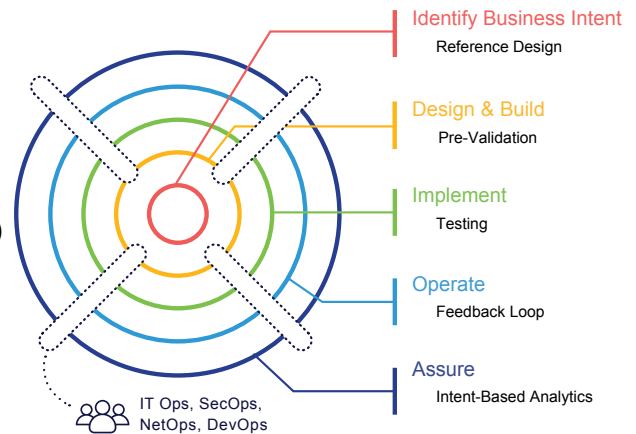 Identify Business Intent
Reference Design
Design & Build
Pre-Validation
Implement
Testing
Operate
Feedback Loop
Assure
Intent-Based Analytics
IT Ops, SecOps,
NetOps, DevOps